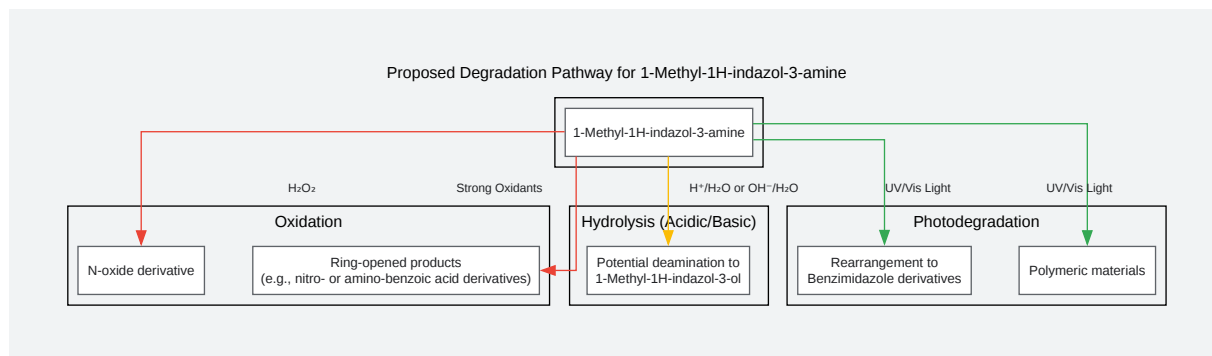 Proposed Degradation Pathway for 1-Methyl-1H-indazol-3-amine
1-Methyl-1H-indazol-3-amine
H₂O₂
Strong Oxidants
H⁺/H₂O or OH⁻/H₂O
UV/Vis Light
UV/Vis Light
Oxidation
Hydrolysis (Acidic/Basic)
Photodegradation
N-oxide derivative
Ring-opened products
(e.g., nitro- or amino-benzoic acid derivatives)
Potential deamination to
1-Methyl-1H-indazol-3-ol
Rearrangement to
Benzimidazole derivatives
Polymeric materials